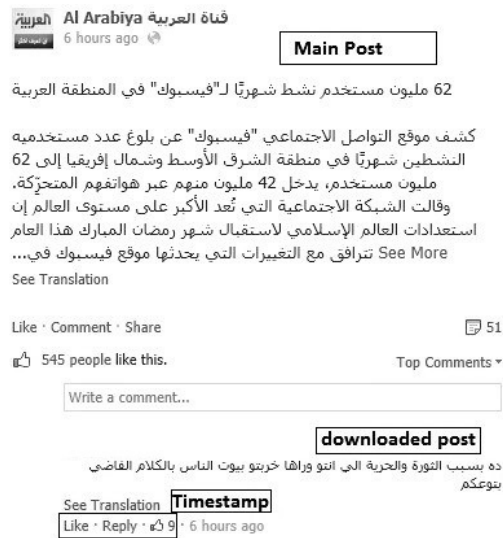 العربية Al Arabiya قناة العربية
6 hours ago
Main Post
62 مليون مستخدم نشط شهريًّا لـ"فيسبوك" في المنطقة العربية
كشف موقع التواصل الاجتماعي "فيسبوك" عن بلوغ عدد مستخدميه
النشطين شهريًّا في منطقة الشرق الأوسط وشمال إفريقيا إلى 62
مليون مستخدم، يدخل 42 مليون منهم عبر هواتفهم المتحرّكة.
وقالت الشبكة الاجتماعية التي تُعد الأكبر على مستوى العالم إن
استعدادات العالم الإسلامي لاستقبال شهر رمضان المبارك هذا العام
تترافق مع التغييرات التي يحدثها موقع فيسبوك في... See More
See Translation
Like · Comment · Share 51
545 people like this. Top Comments
Write a comment...
downloaded post
ده بسبب الثورة والحرية الي انتو وراها خربتو بيوت الناس بالكلام الفاضي
بتوعكم
See Translation Timestamp
Like · Reply · 9 · 6 hours ago